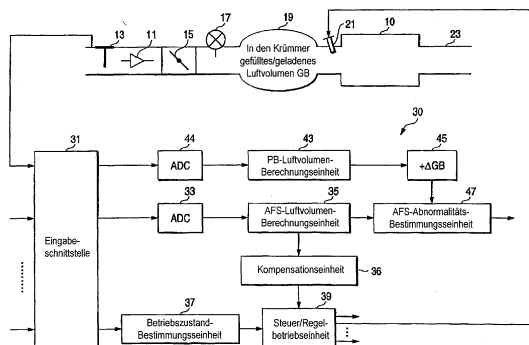 13
11
15
17
19
21
10
23
In den Krümmer
gefülltes/geladenes
Luftvolumen GB
30
31
44
43
45
ADC
PB-Luftvolumen-
Berechnungseinheit
+ΔGB
33
35
47
ADC
AFS-Luftvolumen-
Berechnungseinheit
AFS-Abnormalitäts-
Bestimmungseinheit
Eingabe-
schnittstelle
Kompensationseinheit
36
37
39
Betriebszustand-
Bestimmungseinheit
Steuer/Regel-
betriebseinheit